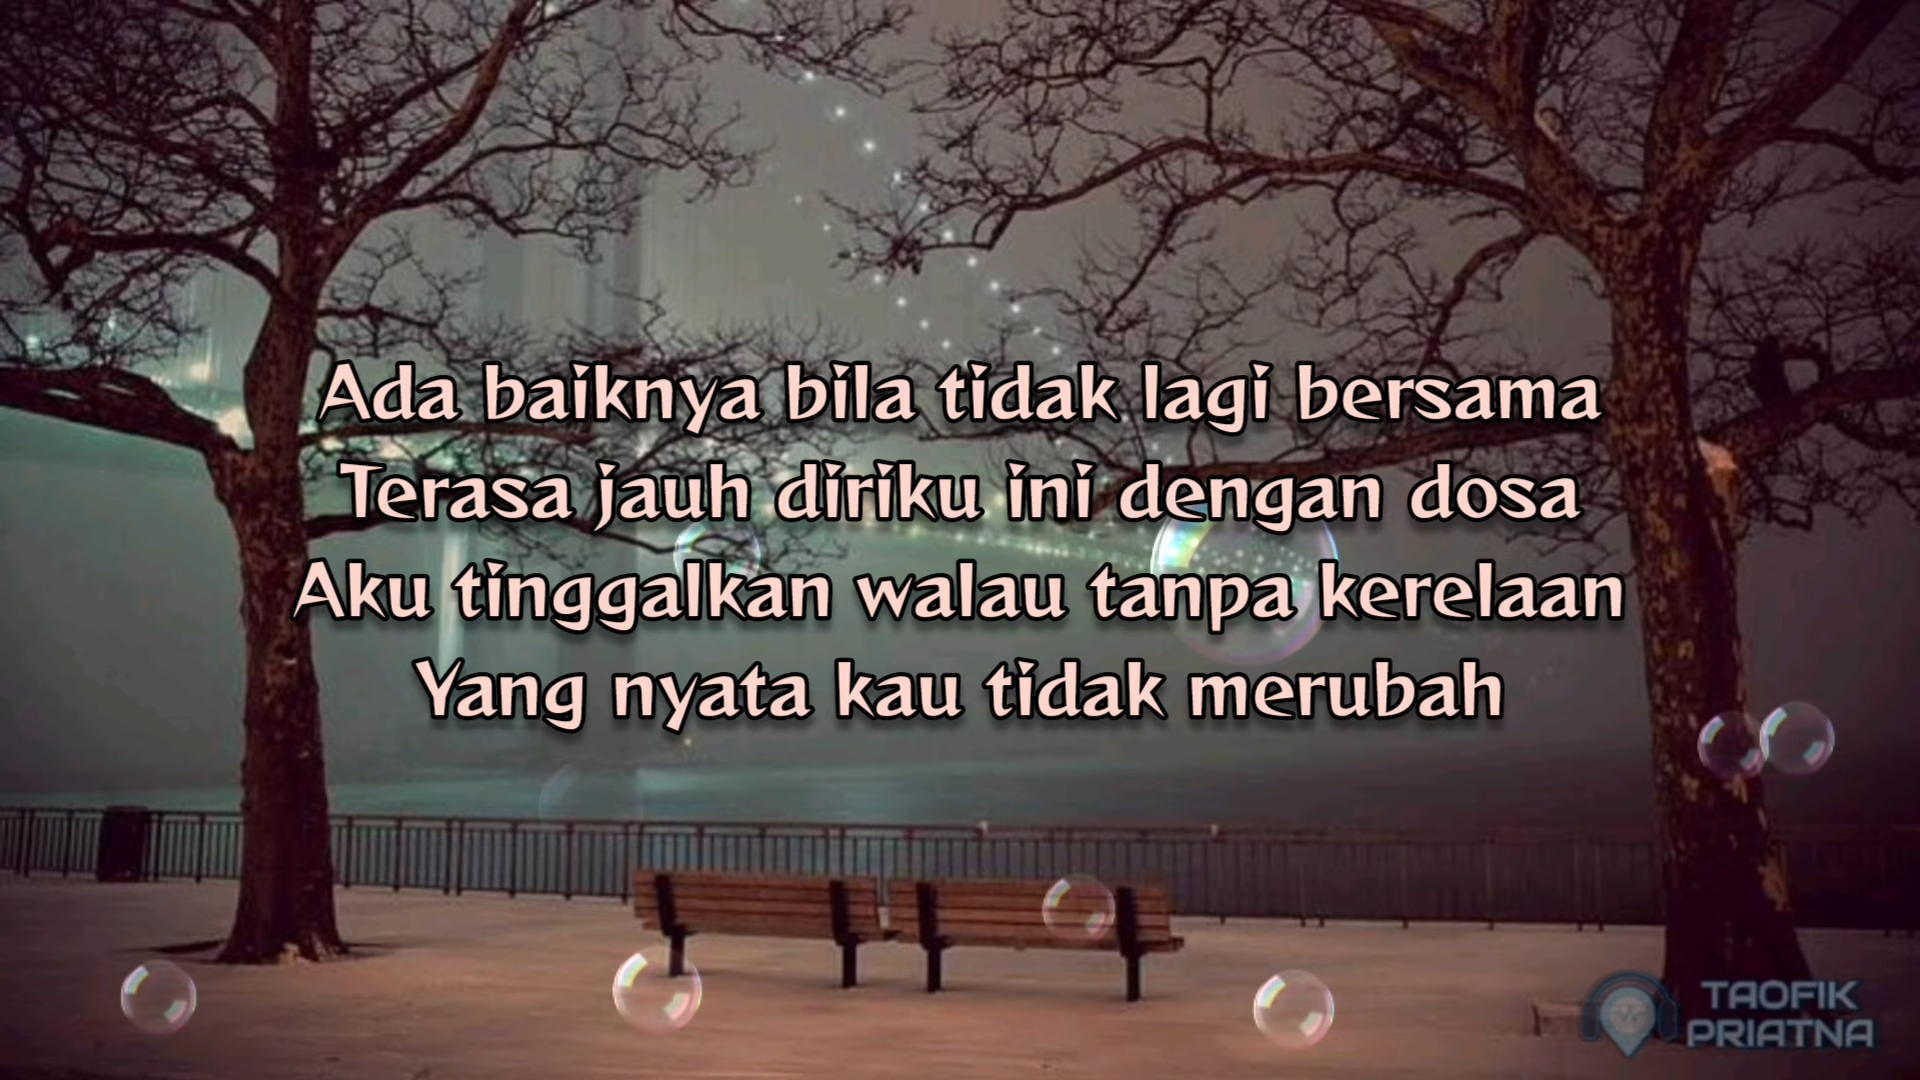 Ada baiknya bila tidak lagi bersama
Terasa jauh diriku ini dengan dosa
Aku tinggalkan walau tanpa kerelaan
Yang nyata kau tidak merubah
TAOFIK
PRIATNA